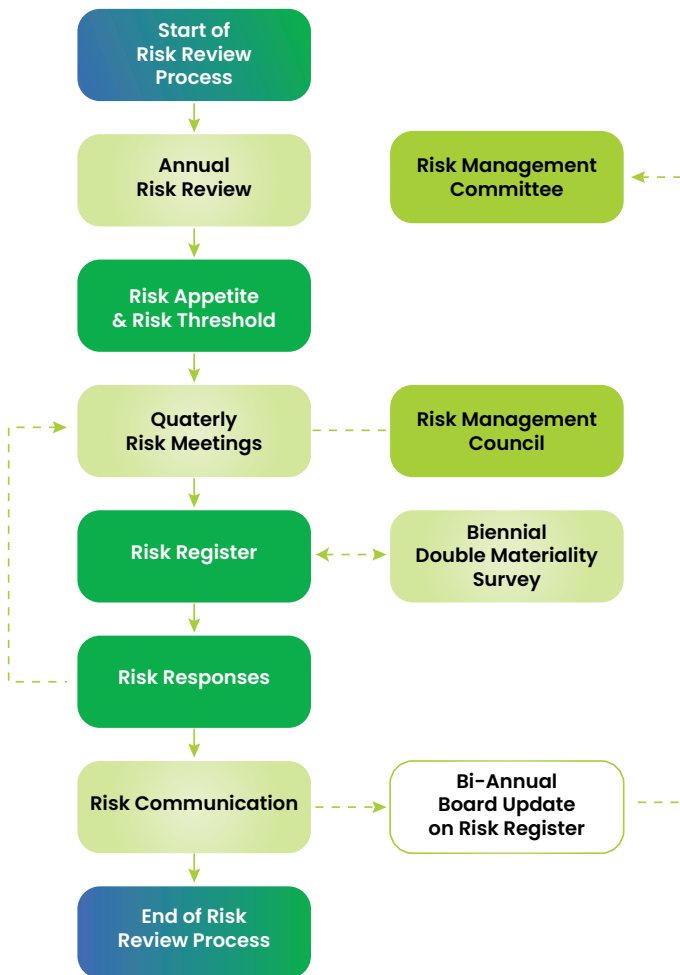 Start of
Risk Review
Process
Annual
Risk Review
Risk Management
Committee
Risk Appetite
& Risk Threshold
Quaterly
Risk Meetings
Risk Management
Council
Risk Register
Biennial
Double Materiality
Survey
Risk Responses
Risk Communication
Bi-Annual
Board Update
on Risk Register
End of Risk
Review Process